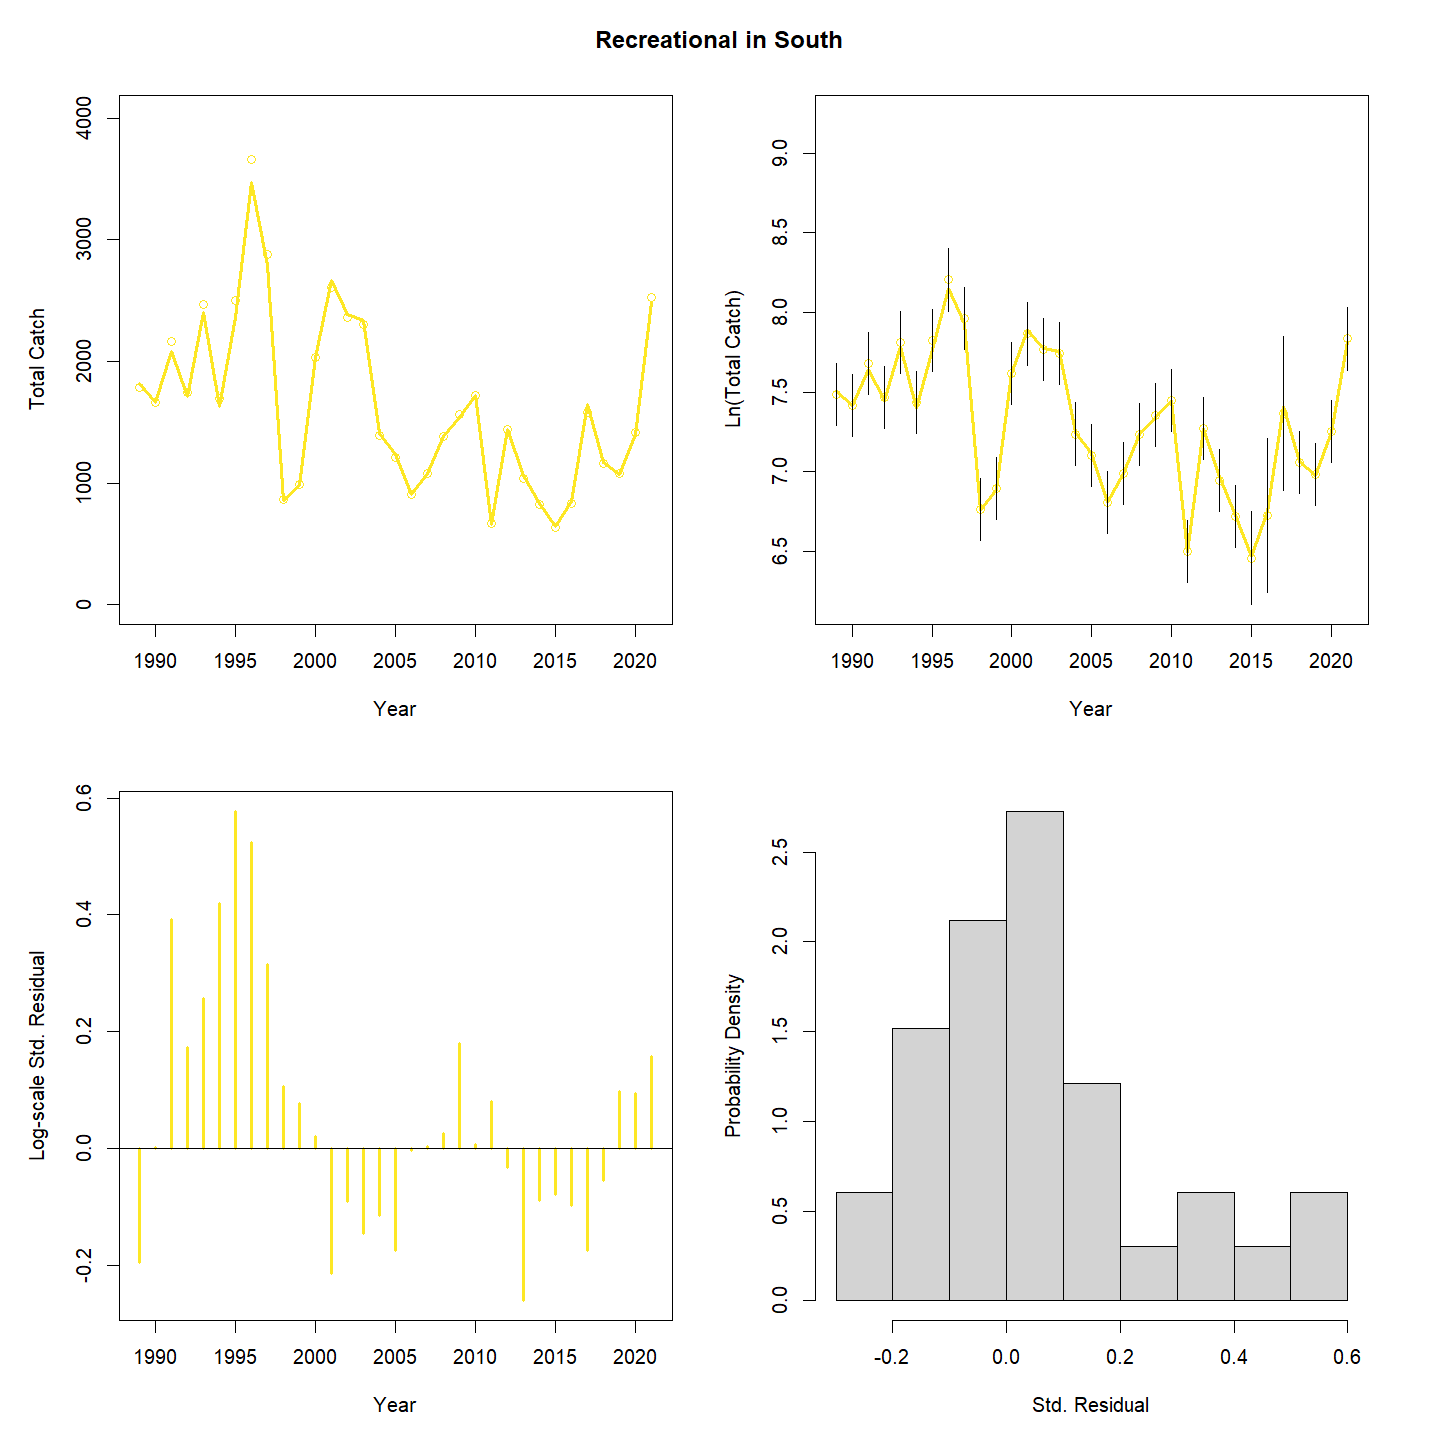 Recreational in South
Total Catch
4000
3000
2000
1000
0
1990 1995 2000 2005 2010 2015 2020
Year
Ln(Total Catch)
9.0
8.5
8.0
7.5
7.0
6.5
1990 1995 2000 2005 2010 2015 2020
Year
Log-scale Std. Residual
0.6
0.4
0.2
0.0
-0.2
1990 1995 2000 2005 2010 2015 2020
Year
Probability Density
2.5
2.0
1.5
1.0
0.5
0.0
-0.2 0.0 0.2 0.4 0.6
Std. Residual